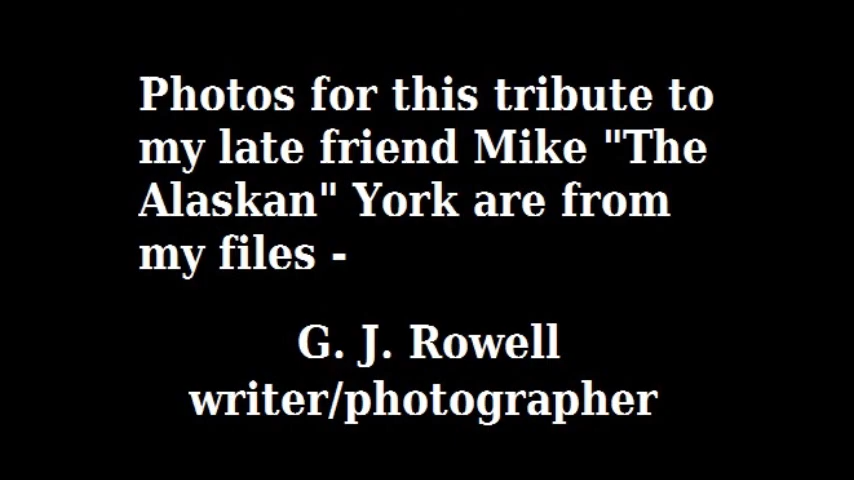 Photos for this tribute to
my late friend Mike "The
Alaskan" York are from
my files -
G. J. Rowell
writer/photographer